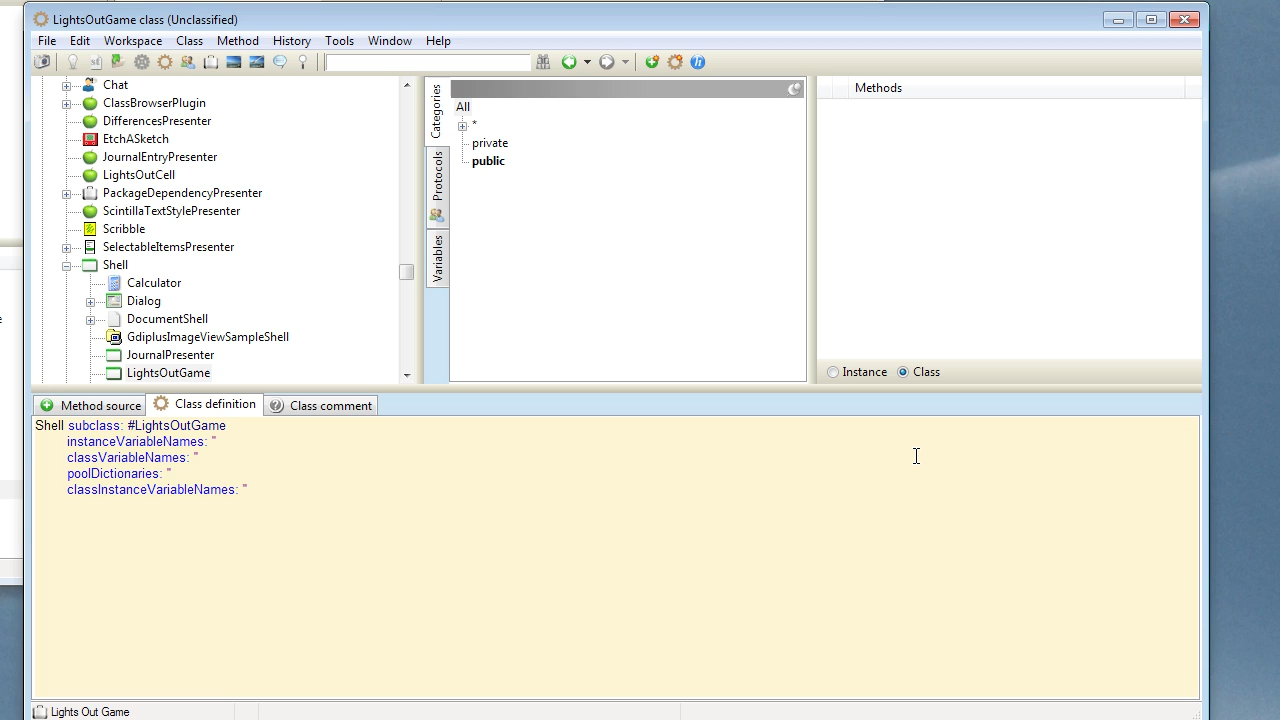 LightsOutGame class (Unclassified)
File Edit Workspace Class Method History Tools Window Help
Chat
ClassBrowserPlugin
DifferencesPresenter
EtchASketch
JournalEntryPresenter
LightsOutCell
PackageDependencyPresenter
ScintillaTextStylePresenter
Scribble
SelectableItemsPresenter
Shell
Calculator
Dialog
DocumentShell
GdiplusImageViewSampleShell
JournalPresenter
LightsOutGame
Categories
Protocols
Variables
All
*
private
public
Methods
Instance Class
Method source Class definition Class comment
Shell subclass: #LightsOutGame
instanceVariableNames: ''
classVariableNames: ''
poolDictionaries: ''
classInstanceVariableNames: ''
Lights Out Game